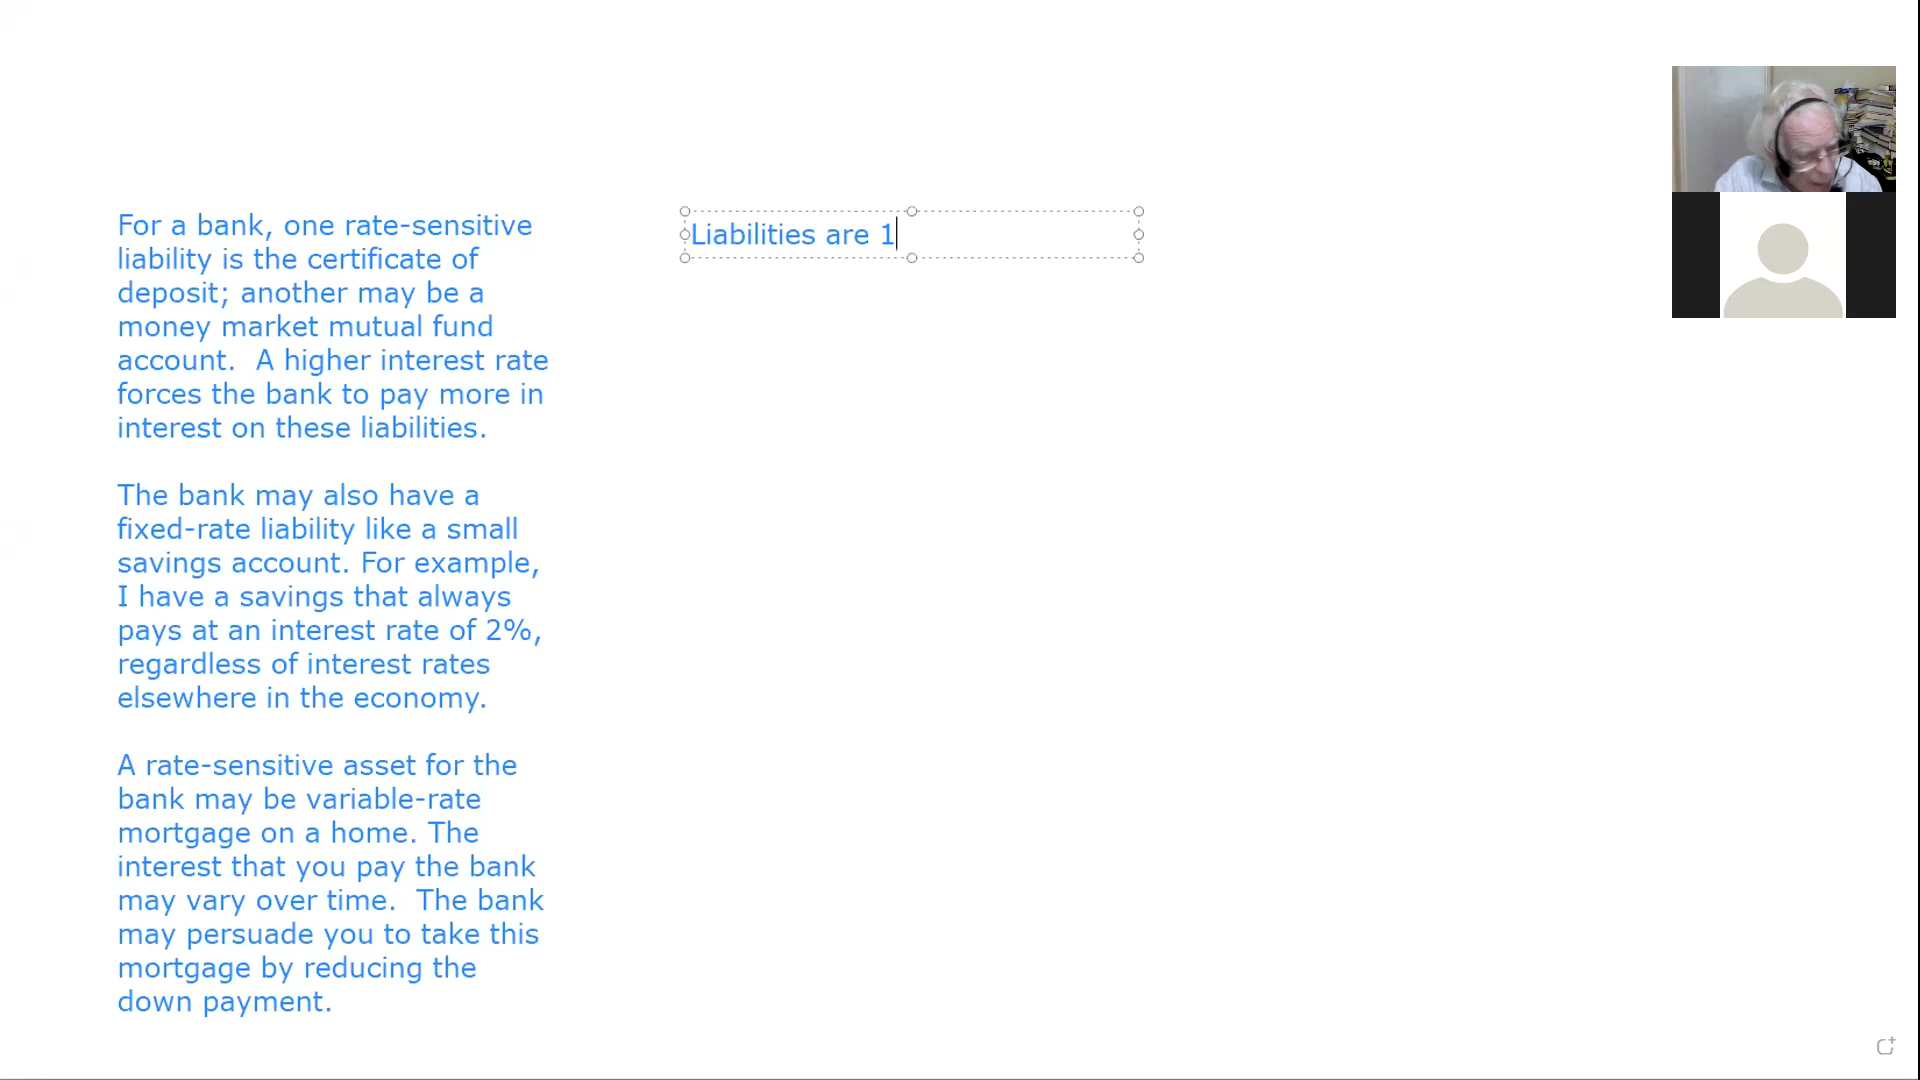 For a bank, one rate-sensitive
liability is the certificate of
deposit; another may be a
money market mutual fund
account.  A higher interest rate
forces the bank to pay more in
interest on these liabilities.
The bank may also have a
fixed-rate liability like a small
savings account. For example,
I have a savings that always
pays at an interest rate of 2%,
regardless of interest rates
elsewhere in the economy.
A rate-sensitive asset for the
bank may be variable-rate
mortgage on a home. The
interest that you pay the bank
may vary over time.  The bank
may persuade you to take this
mortgage by reducing the
down payment.
Liabilities are 1